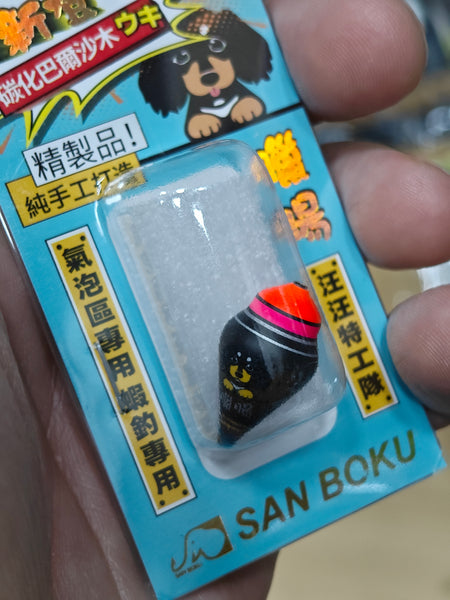 碳化巴爾沙木ウキ
精製品!
純手工打造
氣泡區專用蝦釣專用
汪汪特工隊
SAN BOKU